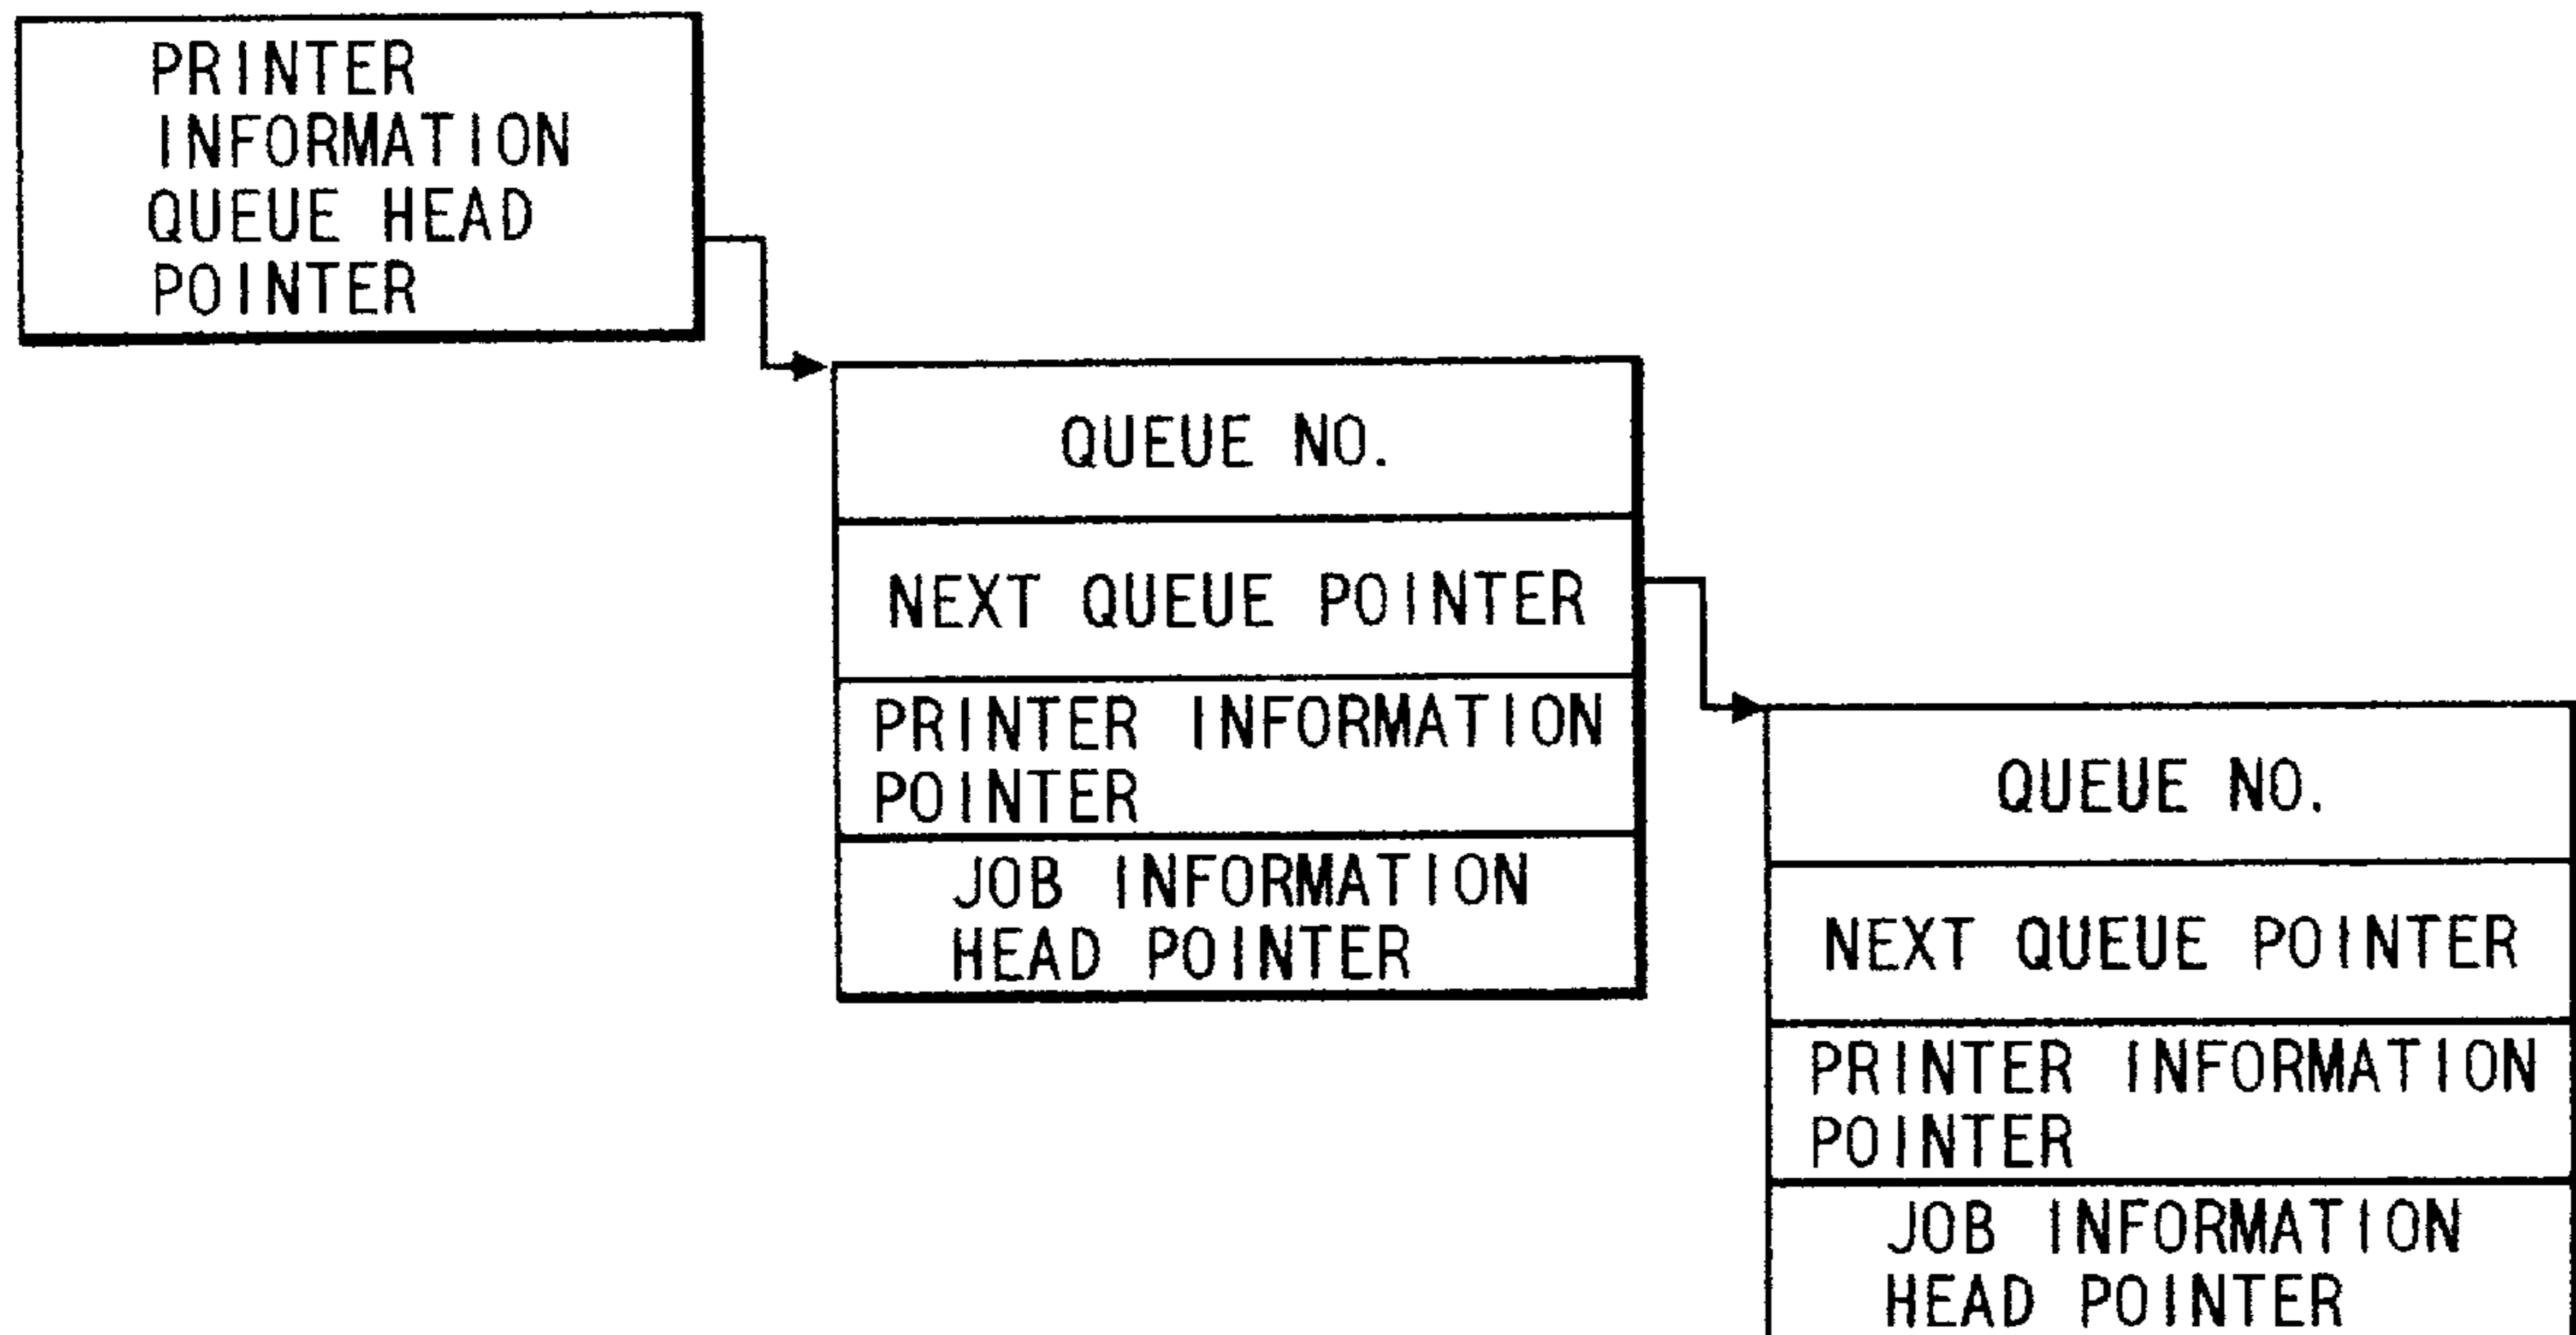 PRINTER
INFORMATION
QUEUE HEAD
POINTER
QUEUE NO.
NEXT QUEUE POINTER
PRINTER INFORMATION
POINTER
JOB INFORMATION
HEAD POINTER
QUEUE NO.
NEXT QUEUE POINTER
PRINTER INFORMATION
POINTER
JOB INFORMATION
HEAD POINTER